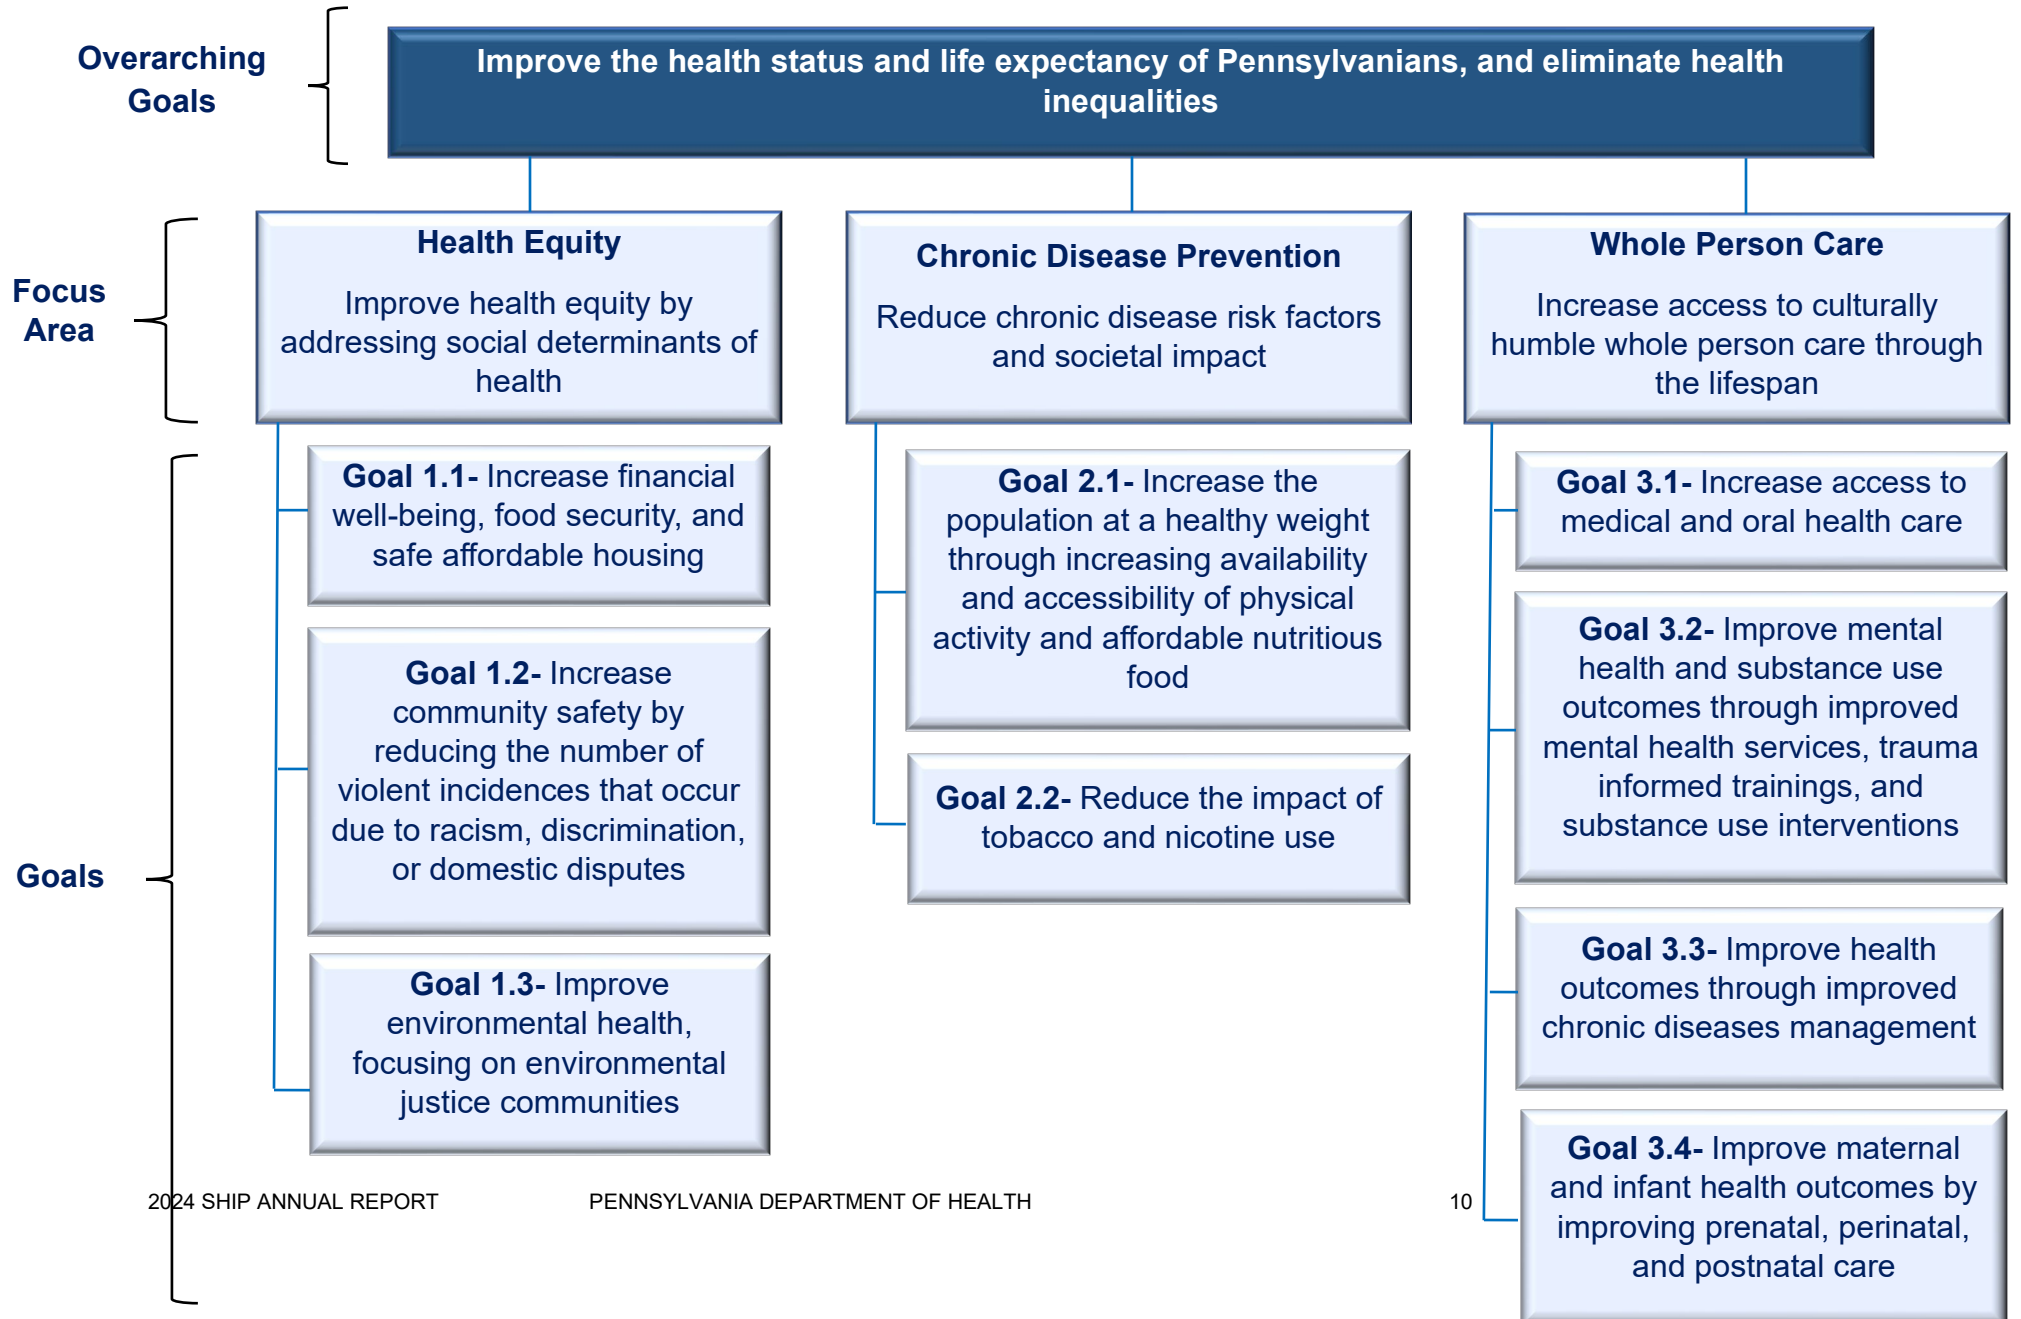 Overarching
Goals
Improve the health status and life expectancy of Pennsylvanians, and eliminate health
inequalities
Focus
Area
Health Equity
Improve health equity by
addressing social determinants of
health
Chronic Disease Prevention
Reduce chronic disease risk factors
and societal impact
Whole Person Care
Increase access to culturally
humble whole person care through
the lifespan
Goals
Goal 1.1- Increase financial
well-being, food security, and
safe affordable housing
Goal 1.2- Increase
community safety by
reducing the number of
violent incidences that occur
due to racism, discrimination,
or domestic disputes
Goal 1.3- Improve
environmental health,
focusing on environmental
justice communities
Goal 2.1- Increase the
population at a healthy weight
through increasing availability
and accessibility of physical
activity and affordable nutritious
food
Goal 2.2- Reduce the impact of
tobacco and nicotine use
Goal 3.1- Increase access to
medical and oral health care
Goal 3.2- Improve mental
health and substance use
outcomes through improved
mental health services, trauma
informed trainings, and
substance use interventions
Goal 3.3- Improve health
outcomes through improved
chronic diseases management
Goal 3.4- Improve maternal
and infant health outcomes by
improving prenatal, perinatal,
and postnatal care
2024 SHIP ANNUAL REPORT PENNSYLVANIA DEPARTMENT OF HEALTH 10